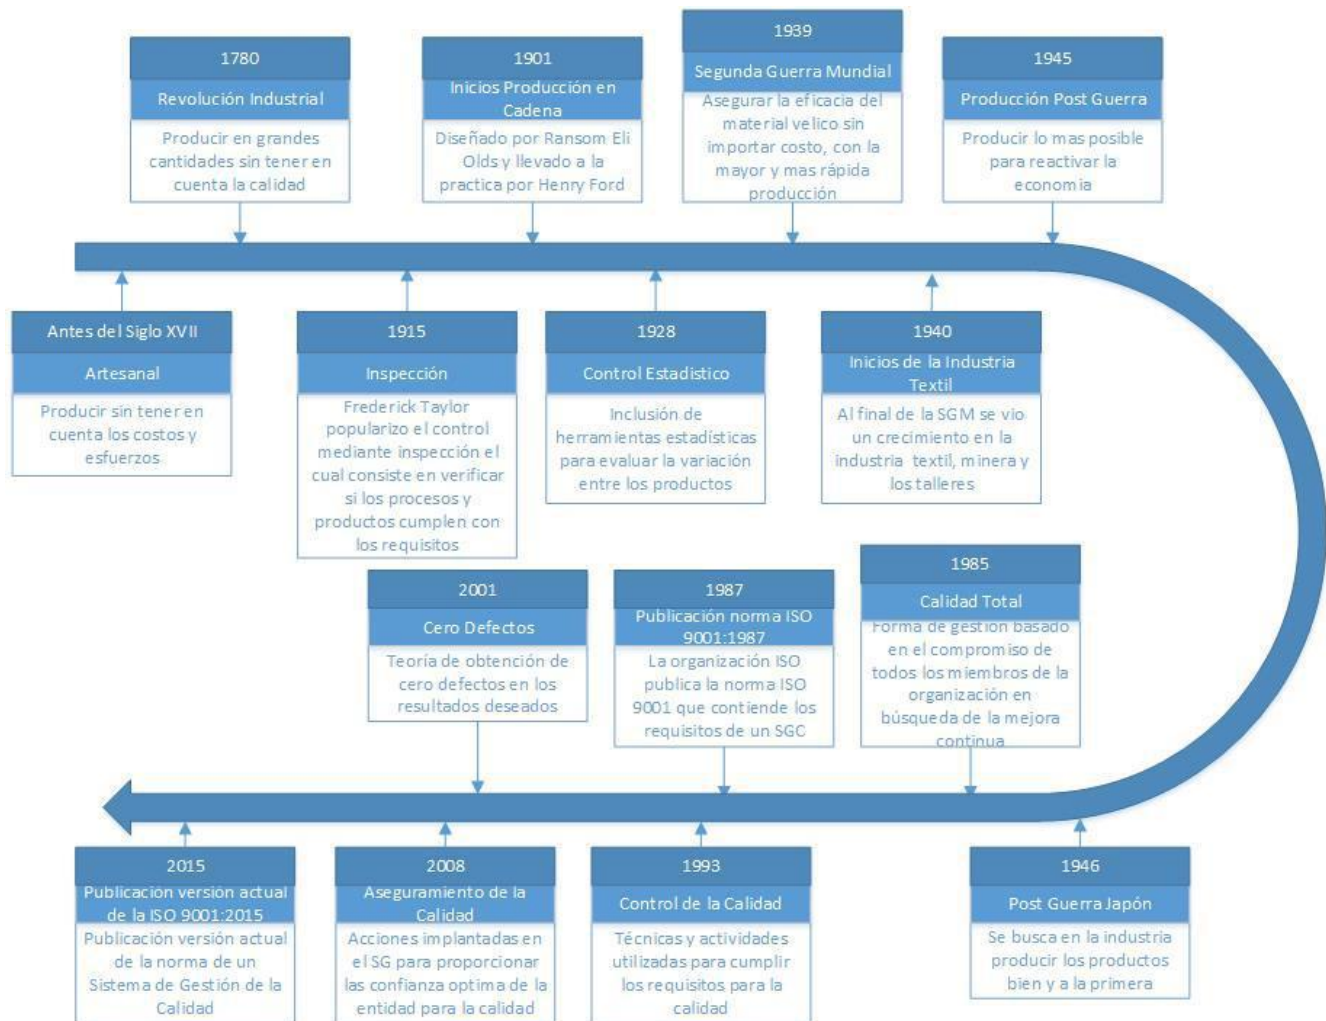 1780
Revolución Industrial
Producir en grandes
cantidades sin tener en
cuenta la calidad
1901
Inicios Producción en
Cadena
Diseñado por Ransom Eli
Olds y llevado a la
practica por Henry Ford
1939
Segunda Guerra Mundial
Asegurar la eficacia del
material velico sin
importar costo, con la
mayor y mas rápida
producción
1945
Producción Post Guerra
Producir lo mas posible
para reactivar la
economia
Antes del Siglo XVII
Artesanal
Producir sin tener en
cuenta los costos y
esfuerzos
1915
Inspección
Frederick Taylor
popularizo el control
mediante inspección el
cual consiste en verificar
si los procesos y
productos cumplen con
los requisitos
1928
Control Estadístico
Inclusión de
herramientas estadísticas
para evaluar la variación
entre los productos
1940
Inicios de la Industria
Textil
Al final de la SGM se vio
un crecimiento en la
industria textil, minera y
los talleres
2001
Cero Defectos
Teoría de obtención de
cero defectos en los
resultados deseados
1987
Publicación norma ISO
9001:1987
La organización ISO
publica la norma ISO
9001 que contiende los
requisitos de un SGC
1985
Calidad Total
Forma de gestión basado
en el compromiso de
todos los miembros de la
organización en
búsqueda de la mejora
continua
2015
Publicación versión actual
de la ISO 9001:2015
Publicación versión actual
de la norma de un
Sistema de Gestión de la
Calidad
2008
Aseguramiento de la
Calidad
Acciones implantadas en
el SG para proporcionar
las confianza optima de la
entidad para la calidad
1993
Control de la Calidad
Técnicas y actividades
utilizadas para cumplir
los requisitos para la
calidad
1946
Post Guerra Japón
Se busca en la industria
producir los productos
bien y a la primera